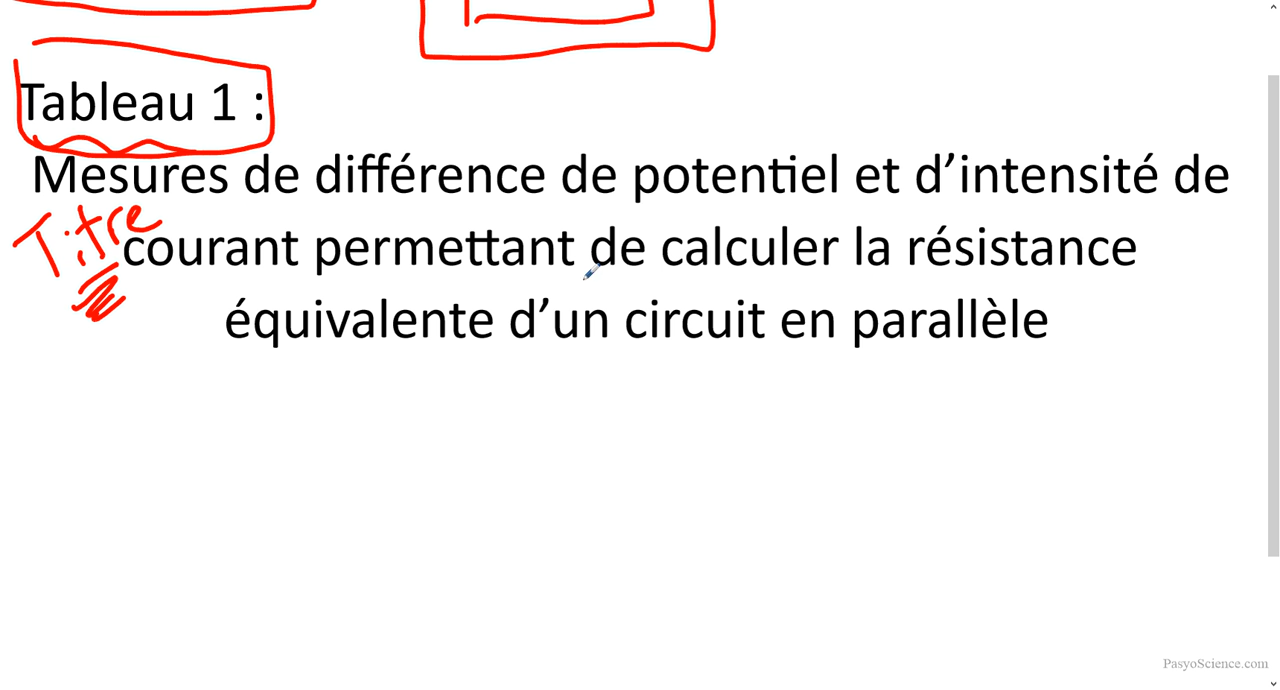 Tableau 1 :
Mesures de différence de potentiel et d’intensité de
Titre
courant permettant de calculer la résistance
équivalente d’un circuit en parallèle
PasyoScience.com